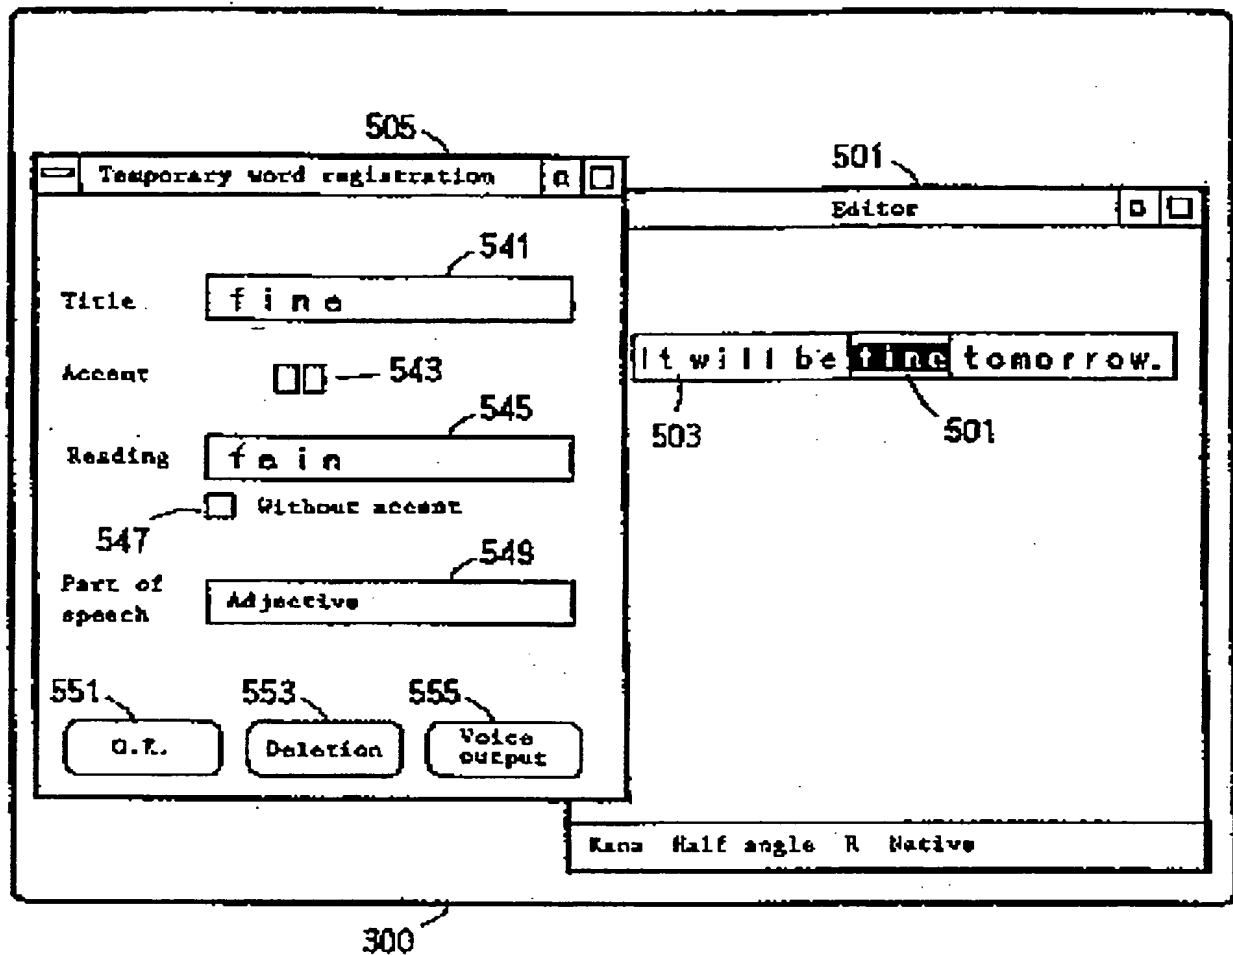 505
Temporary word registration
501
Editor
541
Title
fine
It will be fine tomorrow.
Accent
543
503
501
545
Reading
fain
Without accent
547
549
Part of
speech
Adjective
551
553
555
O.K.
Deletion
Voice
output
Kana Half angle R Native
300